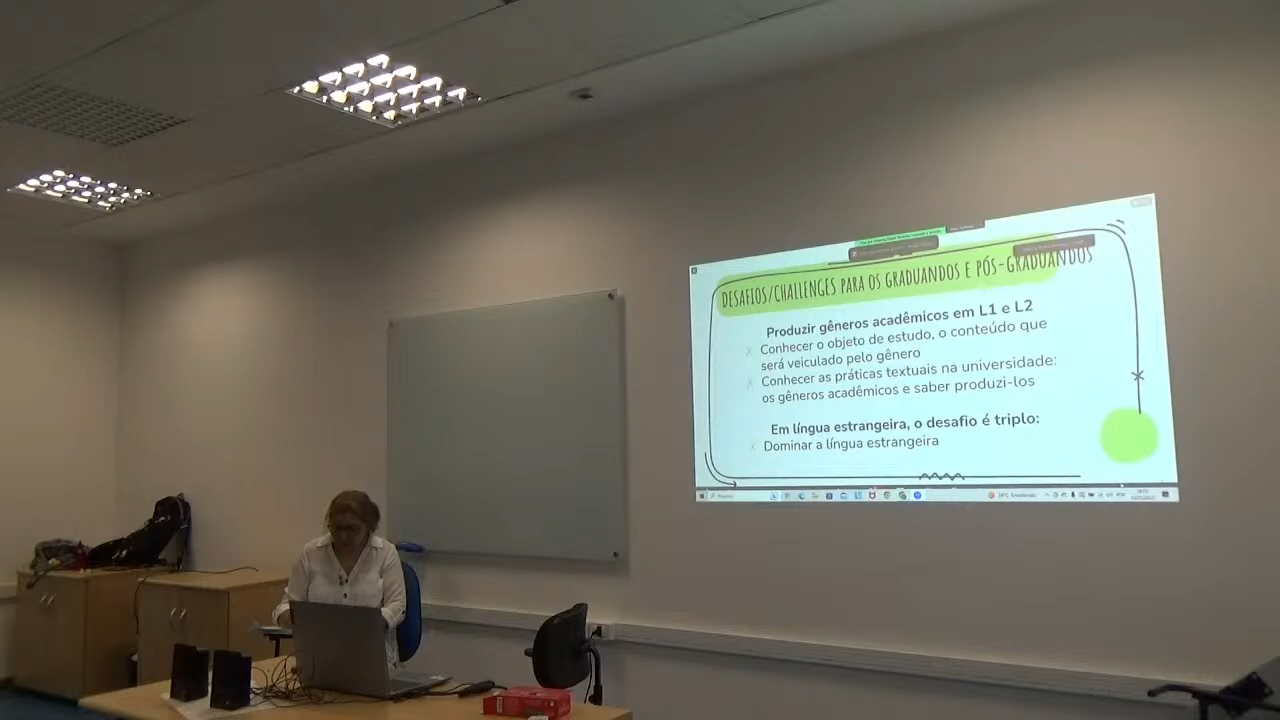 DESAFIOS/CHALLENGES PARA OS GRADUANDOS E PÓS-GRADUANDOS
Produzir gêneros acadêmicos em L1 e L2
Conhecer o objeto de estudo, o conteúdo que
será veiculado pelo gênero
Conhecer as práticas textuais na universidade:
os gêneros acadêmicos e saber produzi-los
Em língua estrangeira, o desafio é triplo:
Dominar a língua estrangeira